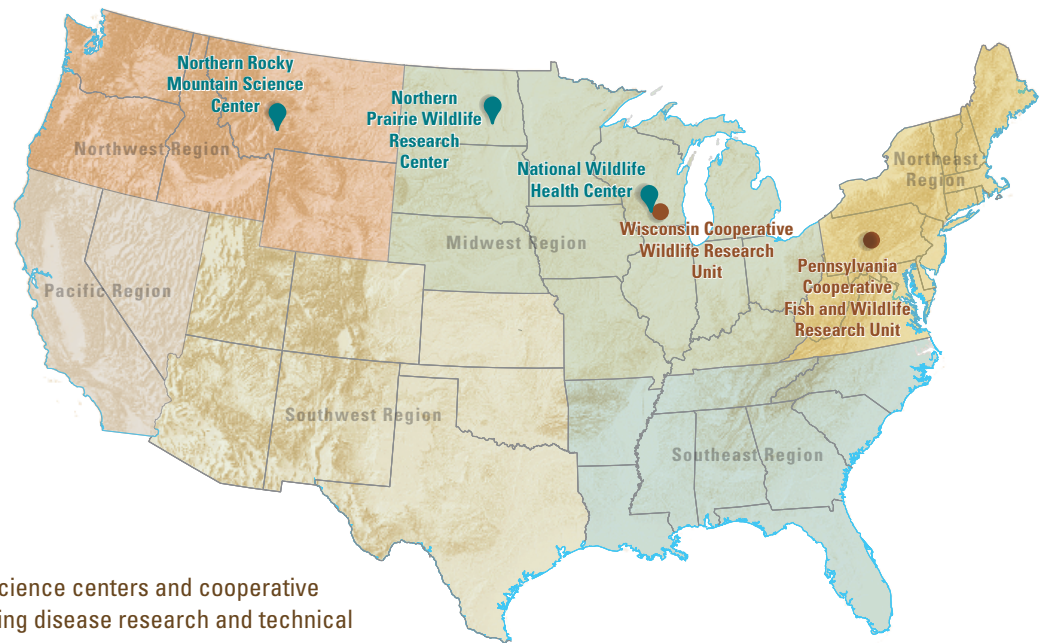 Northern Rocky
Mountain Science
Center
Northern
Prairie Wildlife
Research
Center
National Wildlife
Health Center
Wisconsin Cooperative
Wildlife Research
Unit
Pennsylvania
Cooperative
Fish and Wildlife
Research Unit
Northwest Region
Northeast
Region
Midwest Region
Pacific Region
Southwest Region
Southeast Region
cience centers and cooperative
ing disease research and technical